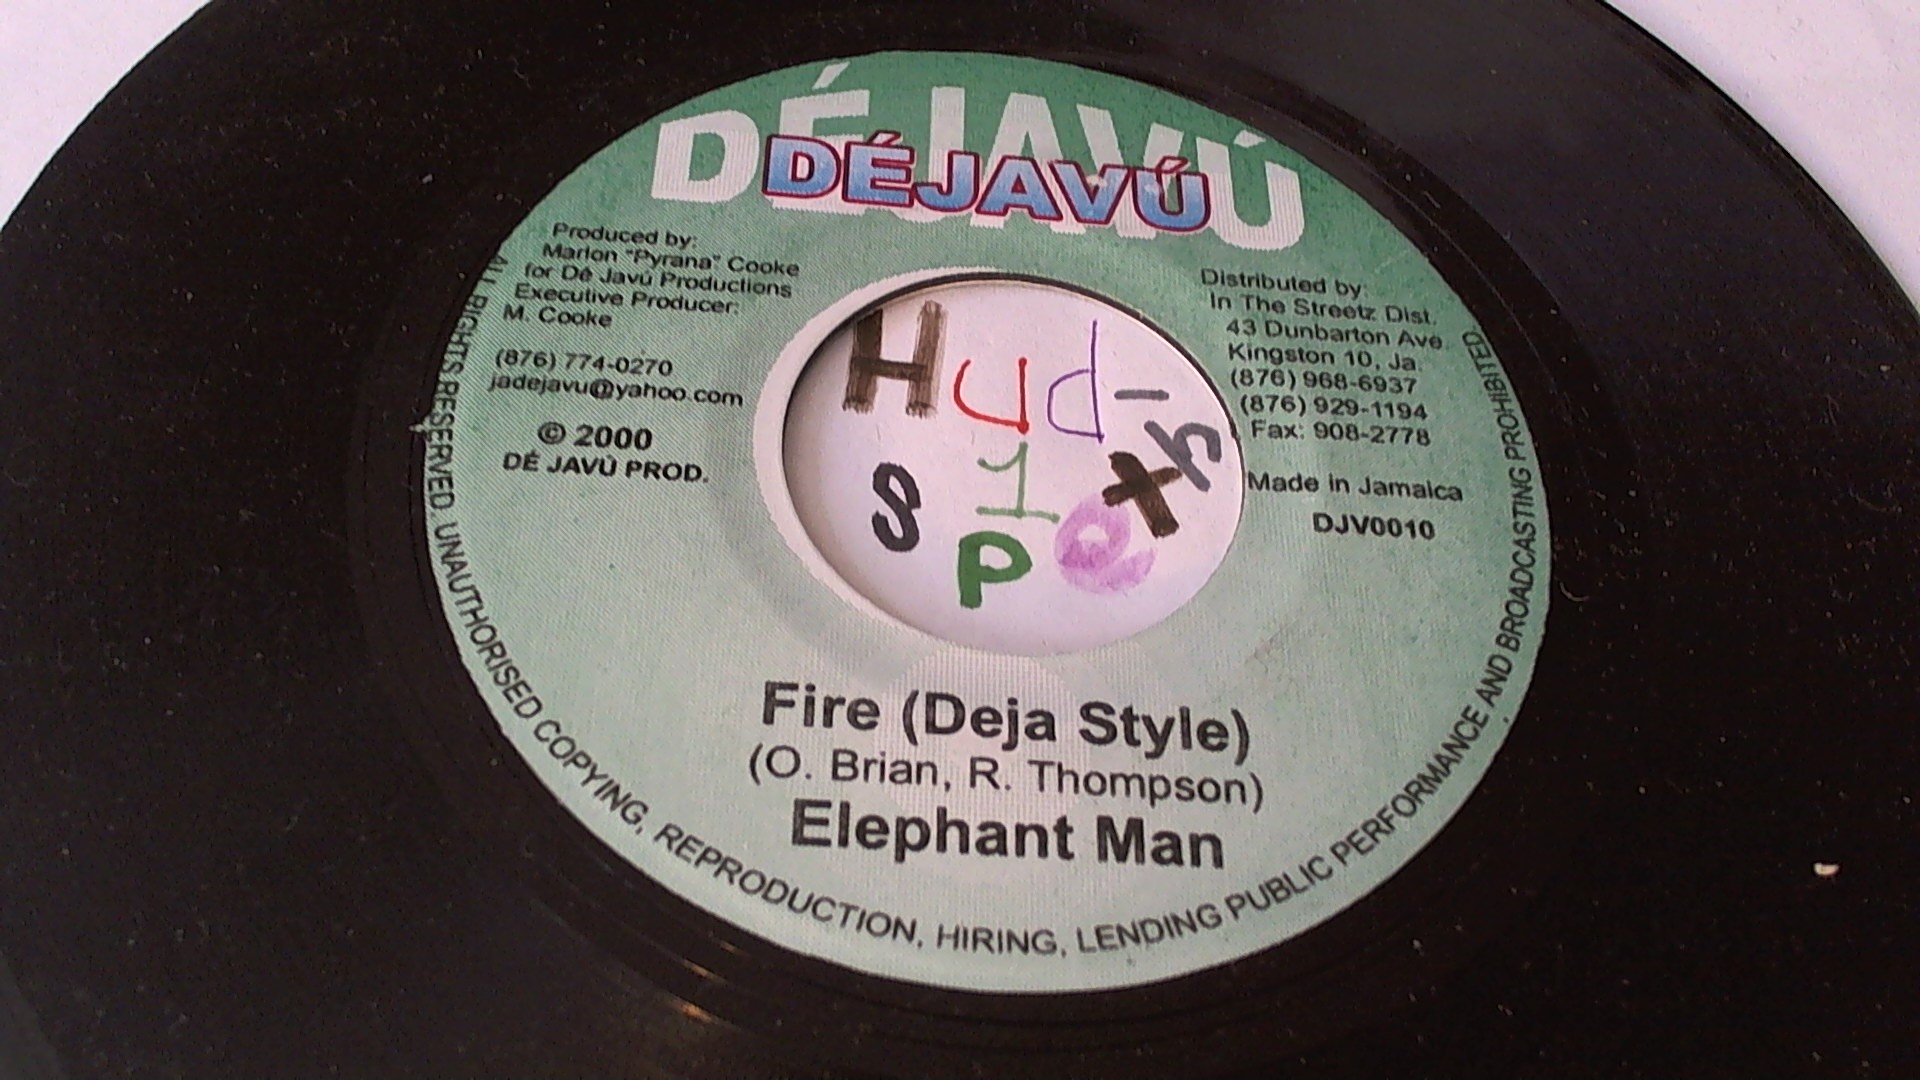 DÉ JAVÚ
DÉJAVÚ
Produced by:
Marlon "Pyrana" Cooke
for Dé Javú Productions
Executive Producer:
M. Cooke
(876) 774-0270
jadejavu@yahoo.com
© 2000
DÉ JAVÙ PROD.
Distributed by:
In The Streetz Dist.
43 Dunbarton Ave.
Kingston 10, Ja.
(876) 968-6937
(876) 929-1194
Fax: 908-2778
Made in Jamaica
DJV0010
Fire (Deja Style)
(O. Brian, R. Thompson)
Elephant Man
ALL RIGHTS RESERVED. UNAUTHORISED COPYING, REPRODUCTION, HIRING, LENDING PUBLIC PERFORMANCE AND BROADCASTING PROHIBITED